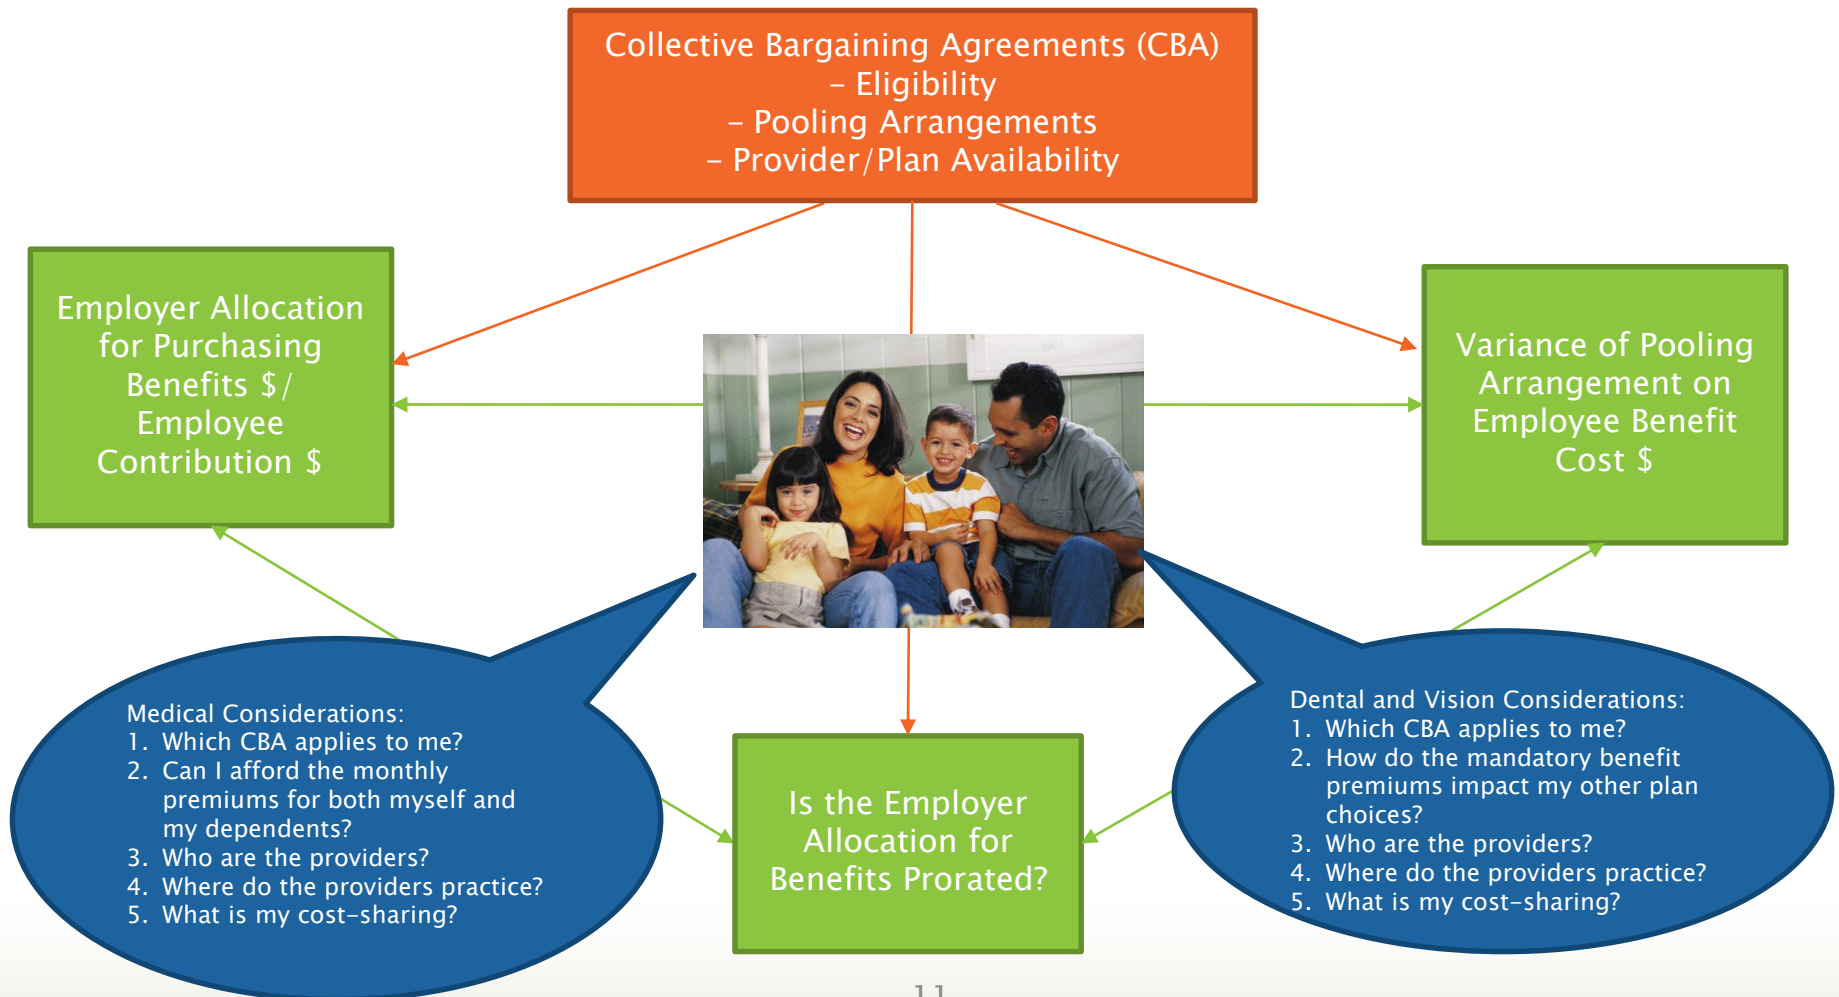 Collective Bargaining Agreements (CBA)
– Eligibility
– Pooling Arrangements
– Provider/Plan Availability
Employer Allocation
for Purchasing
Benefits $/
Employee
Contribution $
Variance of Pooling
Arrangement on
Employee Benefit
Cost $
Medical Considerations:
1. Which CBA applies to me?
2. Can I afford the monthly
premiums for both myself and
my dependents?
3. Who are the providers?
4. Where do the providers practice?
5. What is my cost–sharing?
Is the Employer
Allocation for
Benefits Prorated?
Dental and Vision Considerations:
1. Which CBA applies to me?
2. How do the mandatory benefit
premiums impact my other plan
choices?
3. Who are the providers?
4. Where do the providers practice?
5. What is my cost–sharing?
11